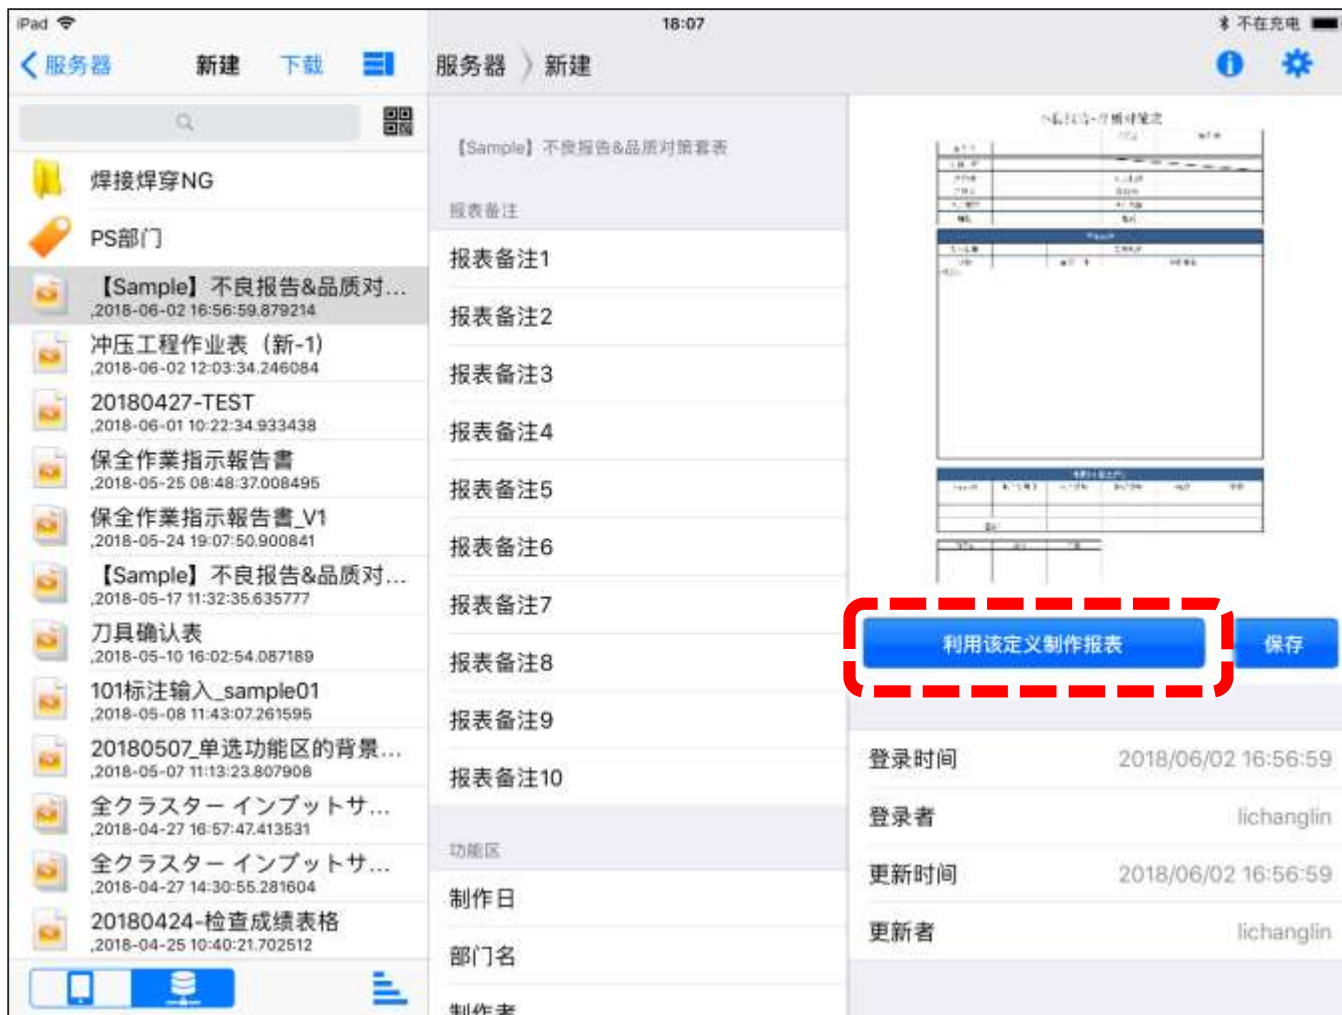 iPad
18:07
不在充电
服务器
新建
下载
服务器
新建
焊接焊穿NG
PS部门
【Sample】不良报告&品质对...
,2018-06-02 16:56:59.879214
冲压工程作业表（新-1）
,2018-06-02 12:03:34.246084
20180427-TEST
,2018-06-01 10:22:34.933438
保全作業指示報告書
,2018-05-25 08:48:37.008495
保全作業指示報告書_V1
,2018-05-24 19:07:50.900841
【Sample】不良报告&品质对...
,2018-05-17 11:32:35.635777
刀具确认表
,2018-05-10 16:02:54.087189
101标注输入_sample01
,2018-05-08 11:43:07.261595
20180507_单选功能区的背景...
,2018-05-07 11:13:23.807908
全クラスター インプットサ...
,2018-04-27 16:57:47.413531
全クラスター インプットサ...
,2018-04-27 14:30:55.281604
20180424-检查成绩表格
,2018-04-25 10:40:21.702512
【Sample】不良报告&品质对策套表
报表备注
报表备注1
报表备注2
报表备注3
报表备注4
报表备注5
报表备注6
报表备注7
报表备注8
报表备注9
报表备注10
功能区
制作日
部门名
制作者
利用该定义制作报表
保存
登录时间
2018/06/02 16:56:59
登录者
lichanglin
更新时间
2018/06/02 16:56:59
更新者
lichanglin